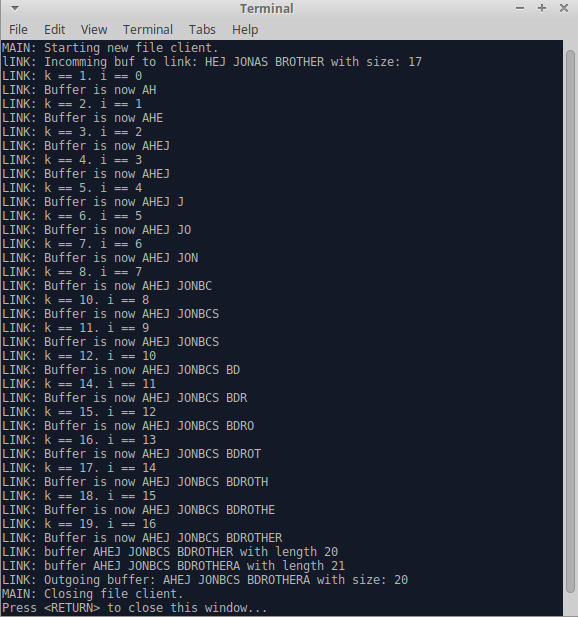 Terminal
File Edit View Terminal Tabs Help
MAIN: Starting new file client.
lINK: Incomming buf to link: HEJ JONAS BROTHER with size: 17
LINK: k == 1. i == 0
LINK: Buffer is now AH
LINK: k == 2. i == 1
LINK: Buffer is now AHE
LINK: k == 3. i == 2
LINK: Buffer is now AHEJ
LINK: k == 4. i == 3
LINK: Buffer is now AHEJ
LINK: k == 5. i == 4
LINK: Buffer is now AHEJ J
LINK: k == 6. i == 5
LINK: Buffer is now AHEJ JO
LINK: k == 7. i == 6
LINK: Buffer is now AHEJ JON
LINK: k == 8. i == 7
LINK: Buffer is now AHEJ JONBC
LINK: k == 10. i == 8
LINK: Buffer is now AHEJ JONBCS
LINK: k == 11. i == 9
LINK: Buffer is now AHEJ JONBCS
LINK: k == 12. i == 10
LINK: Buffer is now AHEJ JONBCS BD
LINK: k == 14. i == 11
LINK: Buffer is now AHEJ JONBCS BDR
LINK: k == 15. i == 12
LINK: Buffer is now AHEJ JONBCS BDRO
LINK: k == 16. i == 13
LINK: Buffer is now AHEJ JONBCS BDROT
LINK: k == 17. i == 14
LINK: Buffer is now AHEJ JONBCS BDROTH
LINK: k == 18. i == 15
LINK: Buffer is now AHEJ JONBCS BDROTHE
LINK: k == 19. i == 16
LINK: Buffer is now AHEJ JONBCS BDROTHER
LINK: buffer AHEJ JONBCS BDROTHER with length 20
LINK: buffer AHEJ JONBCS BDROTHERA with length 21
LINK: Outgoing buffer: AHEJ JONBCS BDROTHERA with size: 20
MAIN: Closing file client.
Press <RETURN> to close this window...